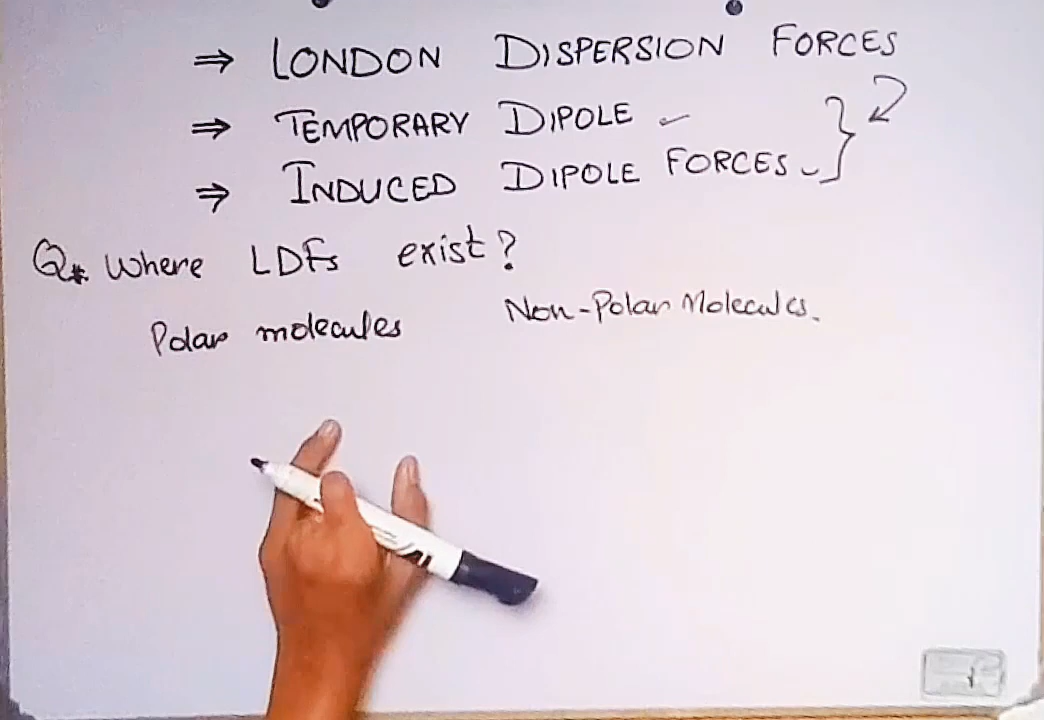 ⇒ LONDON DISPERSION FORCES
⇒ TEMPORARY DIPOLE
⇒ INDUCED DIPOLE FORCES
Q. Where LDFs exist?
Polar molecules Non-Polar Molecules.